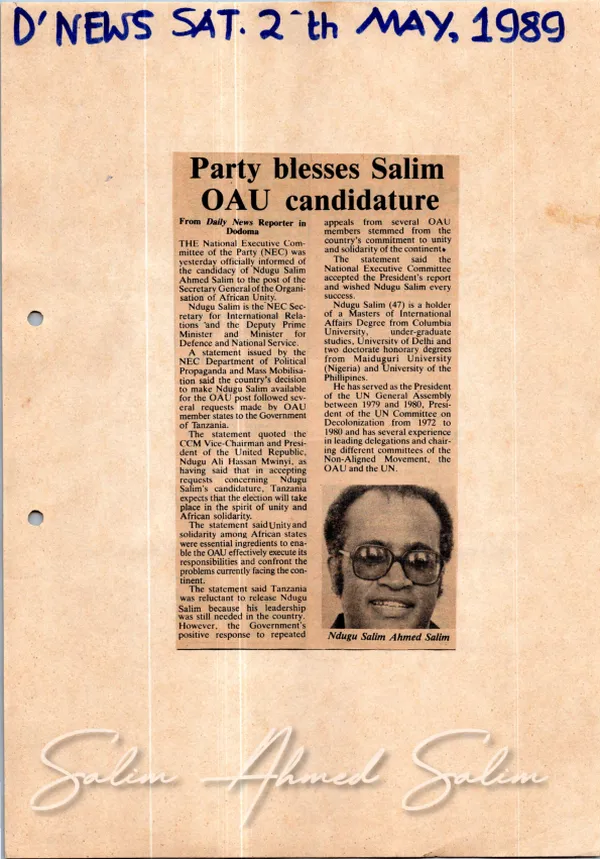 D'NEWS SAT. 2 th MAY, 1989
Party blesses Salim
OAU candidature
From Daily News Reporter in
Dodoma
THE National Executive Com-
mittee of the Party (NEC) was
yesterday officially informed of
the candidacy of Ndugu Salim
Ahmed Salim to the post of the
Secretary General of the Organi-
sation of African Unity.
Ndugu Salim is the NEC Sec-
retary for International Rela-
tions and the Deputy Prime
Minister and Minister for
Defence and National Service.
A statement issued by the
NEC Department of Political
Propaganda and Mass Mobilisa-
tion said the country's decision
to make Ndugu Salim available
for the OAU post followed sev-
eral requests made by OAU
member states to the Government
of Tanzania.
The statement quoted the
CCM Vice-Chairman and Presi-
dent of the United Republic,
Ndugu Ali Hassan Mwinyi, as
having said that in accepting
requests concerning Ndugu
Salim's candidature, Tanzania
expects that the election will take
place in the spirit of unity and
African solidarity.
The statement said Unity and
solidarity among African states
were essential ingredients to ena-
ble the OAU effectively execute its
responsibilities and confront the
problems currently facing the con-
tinent.
The statement said Tanzania
was reluctant to release Ndugu
Salim because his leadership
was still needed in the country.
However, the Government's
positive response to repeated
appeals from several OAU
members stemmed from the
country's commitment to unity
and solidarity of the continent.
The statement said the
National Executive Committee
accepted the President's report
and wished Ndugu Salim every
success.
Ndugu Salim (47) is a holder
of a Masters of International
Affairs Degree from Columbia
University, under-graduate
studies, University of Delhi and
two doctorate honorary degrees
from Maiduguri University
(Nigeria) and University of the
Phillipines.
He has served as the President
of the UN General Assembly
between 1979 and 1980, Presi-
dent of the UN Committee on
Decolonization from 1972 to
1980 and has several experience
in leading delegations and chair-
ing different committees of the
Non-Aligned Movement, the
OAU and the UN.
Ndugu Salim Ahmed Salim
Salim Ahmed Salim